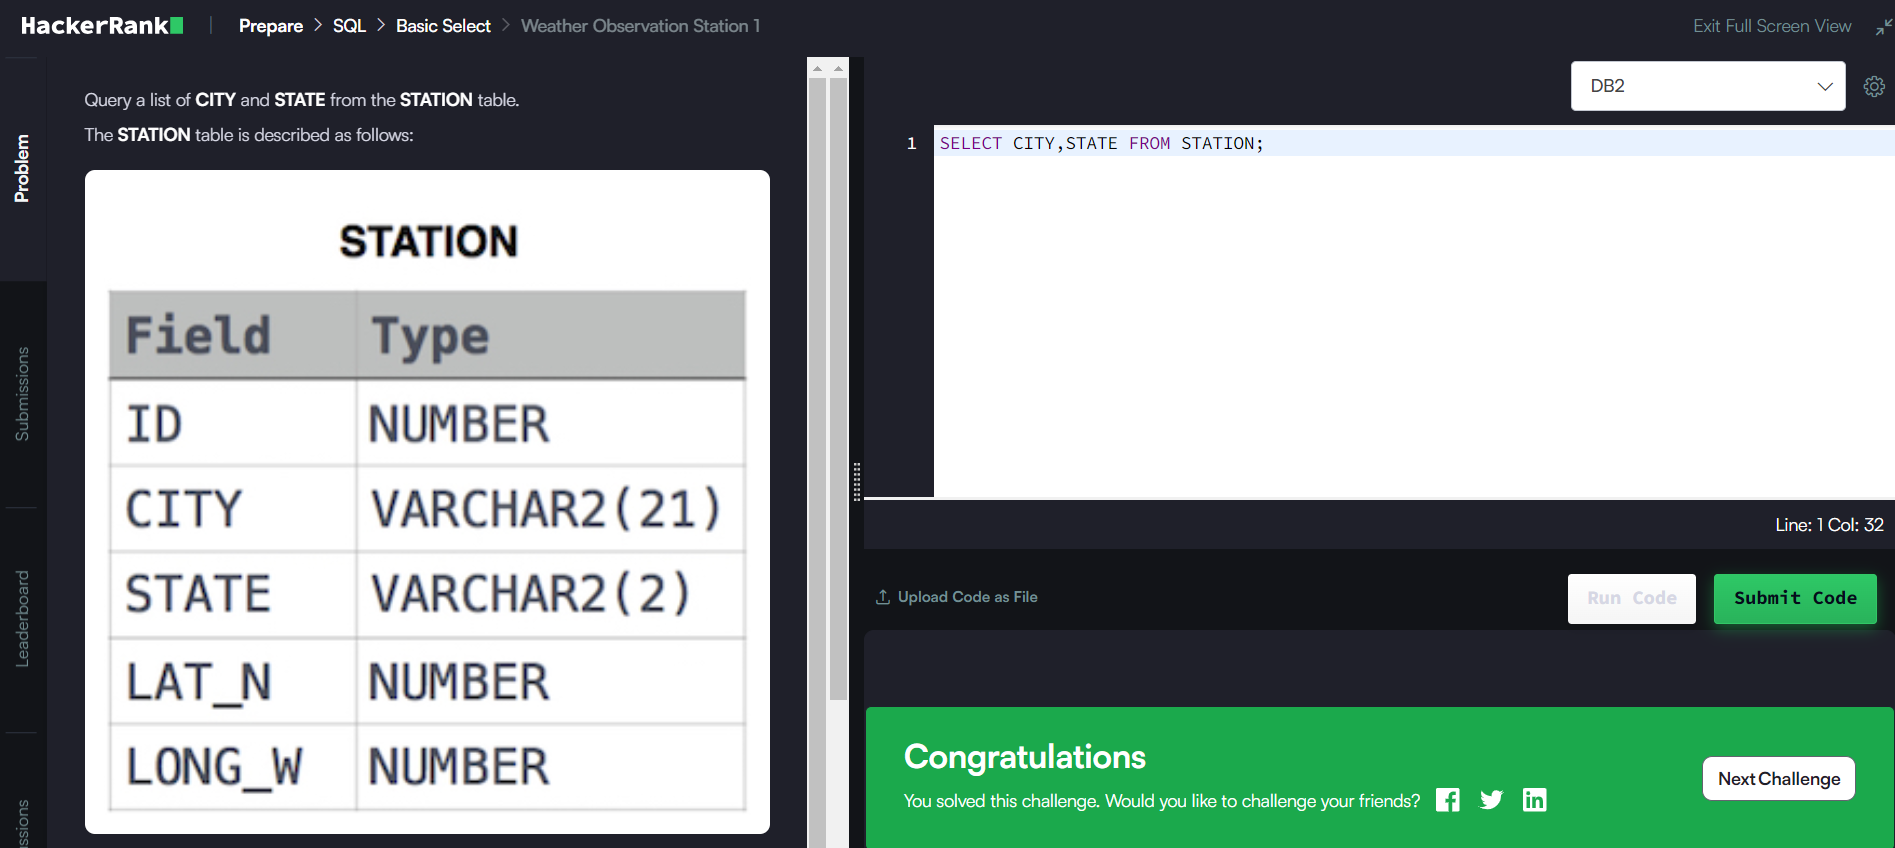 HackerRank
Prepare > SQL > Basic Select > Weather Observation Station 1
Exit Full Screen View
Problem
Submissions
Leaderboard
Query a list of CITY and STATE from the STATION table.
The STATION table is described as follows:
STATION
Field Type
ID NUMBER
CITY VARCHAR2(21)
STATE VARCHAR2(2)
LAT_N NUMBER
LONG_W NUMBER
DB2
1 SELECT CITY,STATE FROM STATION;
Line: 1 Col: 32
Upload Code as File
Run Code
Submit Code
Congratulations
You solved this challenge. Would you like to challenge your friends?
Next Challenge